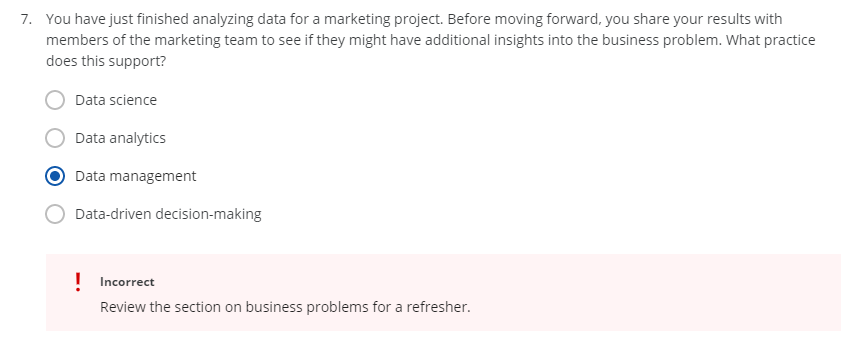 7. You have just finished analyzing data for a marketing project. Before moving forward, you share your results with
members of the marketing team to see if they might have additional insights into the business problem. What practice
does this support?
Data science
Data analytics
Data management
Data-driven decision-making
! Incorrect
Review the section on business problems for a refresher.